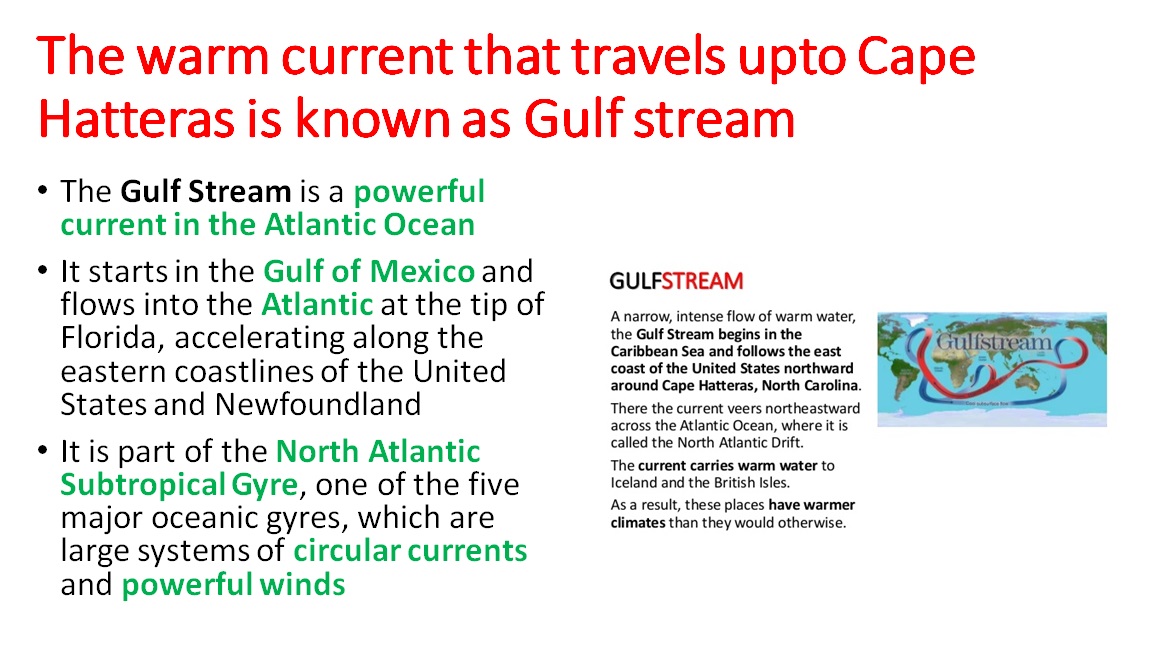 The warm current that travels upto Cape
Hatteras is known as Gulf stream
• The Gulf Stream is a powerful
current in the Atlantic Ocean
• It starts in the Gulf of Mexico and
flows into the Atlantic at the tip of
Florida, accelerating along the
eastern coastlines of the United
States and Newfoundland
• It is part of the North Atlantic
Subtropical Gyre, one of the five
major oceanic gyres, which are
large systems of circular currents
and powerful winds
GULFSTREAM
A narrow, intense flow of warm water,
the Gulf Stream begins in the
Caribbean Sea and follows the east
coast of the United States northward
around Cape Hatteras, North Carolina.
There the current veers northeastward
across the Atlantic Ocean, where it is
called the North Atlantic Drift.
The current carries warm water to
Iceland and the British Isles.
As a result, these places have warmer
climates than they would otherwise.
Gulfstream